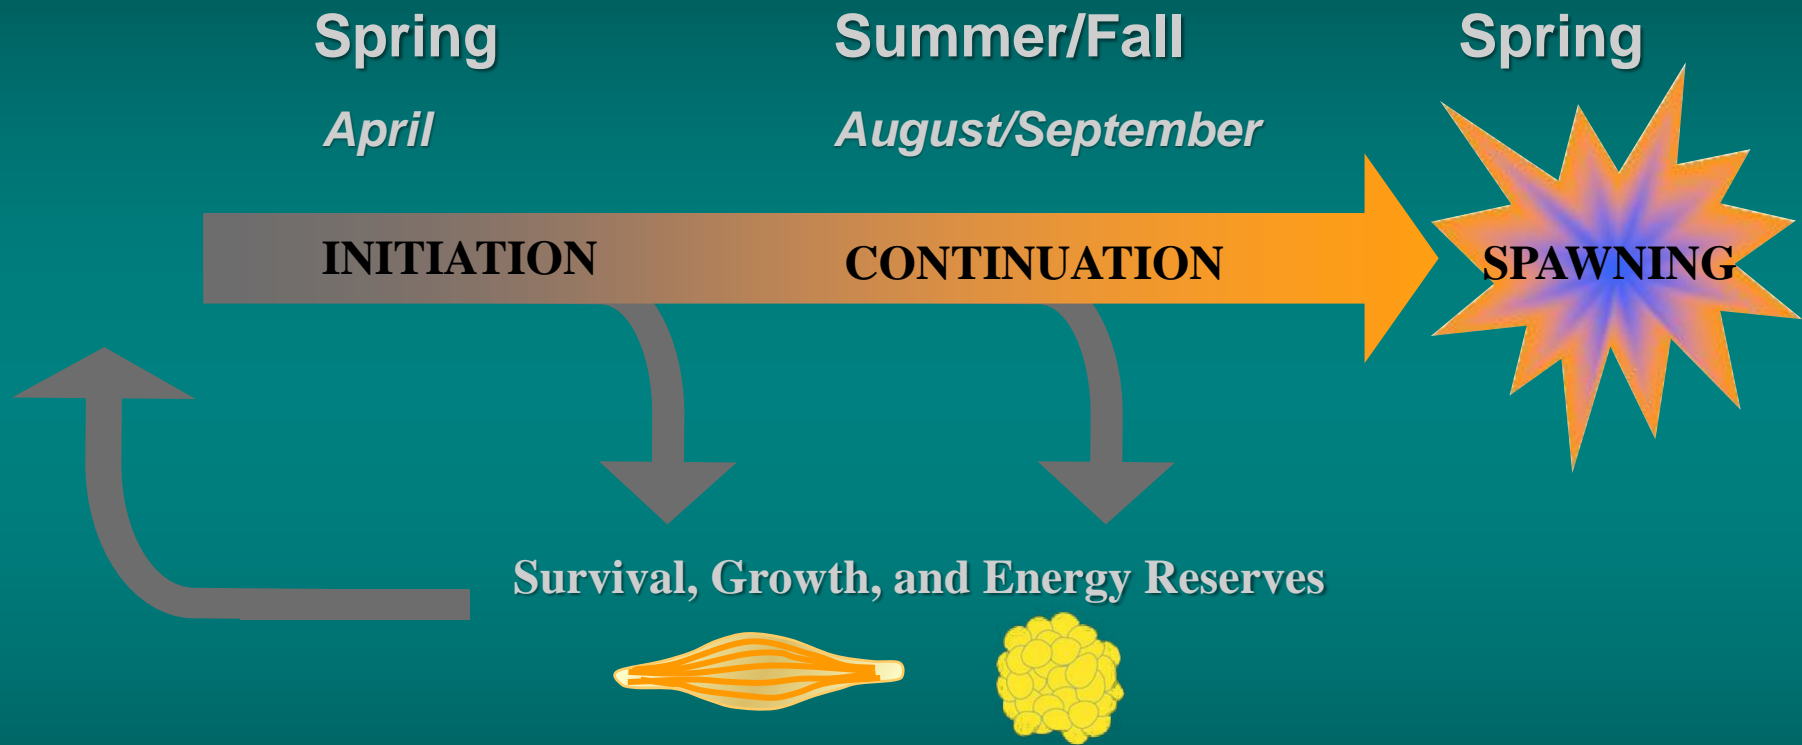 Spring Summer/Fall Spring
April August/September
INITIATION CONTINUATION SPAWNING
Survival, Growth, and Energy Reserves